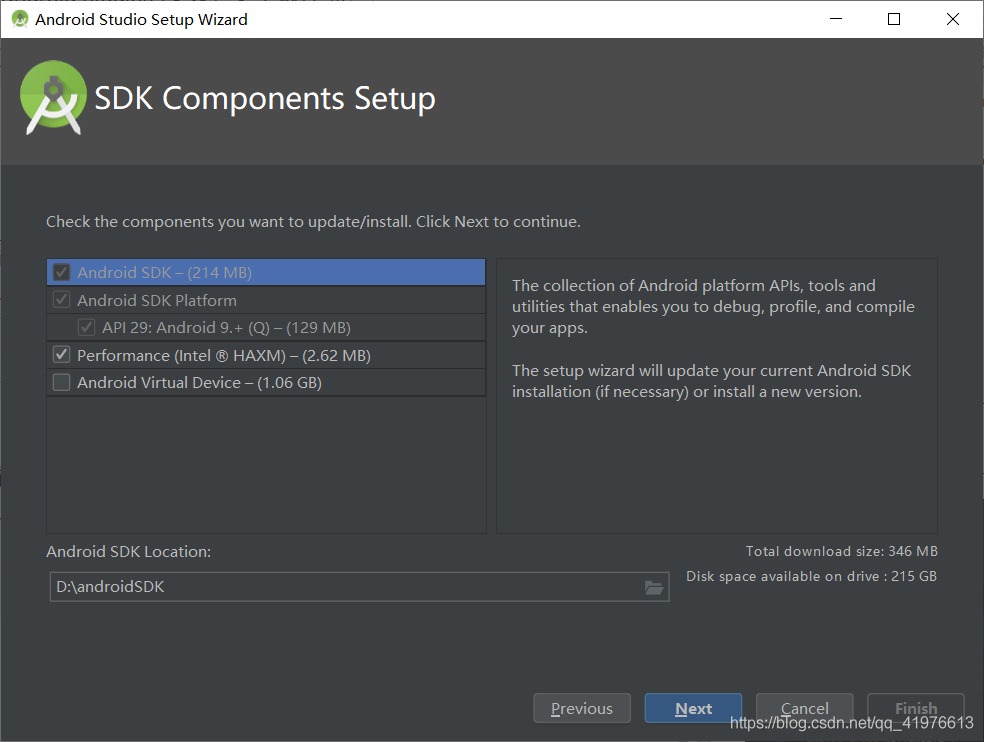 Android Studio Setup Wizard
SDK Components Setup
Check the components you want to update/install. Click Next to continue.
Android SDK – (214 MB)
Android SDK Platform
API 29: Android 9.+ (Q) – (129 MB)
Performance (Intel ® HAXM) – (2.62 MB)
Android Virtual Device – (1.06 GB)
The collection of Android platform APIs, tools and
utilities that enables you to debug, profile, and compile
your apps.
The setup wizard will update your current Android SDK
installation (if necessary) or install a new version.
Android SDK Location:
D:\androidSDK
Total download size: 346 MB
Disk space available on drive : 215 GB
Previous
Next
Cancel
Finish
https://blog.csdn.net/qq_41976613